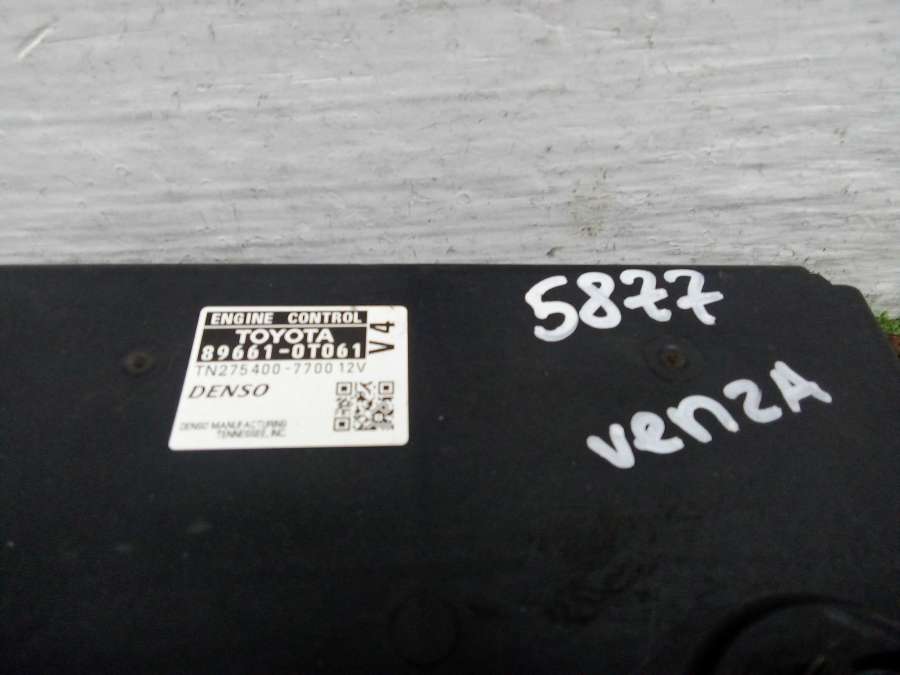 ENGINE CONTROL
TOYOTA
89661-0T061
V4
TN275400-7700 12V
DENSO
DENSO MANUFACTURING
TENNESSEE, INC.
5877
venzA